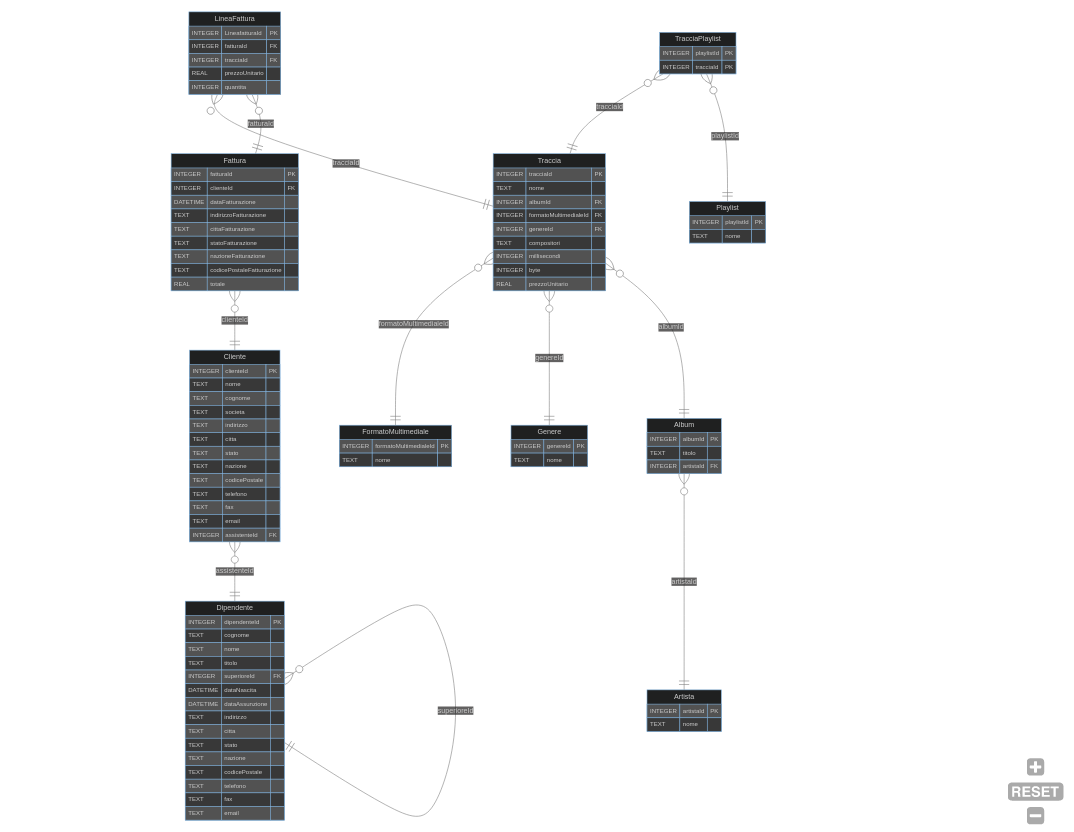 LineaFattura
INTEGER LineafatturaId PK
INTEGER fatturaId FK
INTEGER tracciaId FK
REAL prezzoUnitario
INTEGER quantita
TracciaPlaylist
INTEGER playlistId PK
INTEGER tracciaId PK
fatturaId
tracciaId
tracciaId
playlistId
Fattura
INTEGER fatturaId PK
INTEGER clienteId FK
DATETIME dataFatturazione
TEXT indirizzoFatturazione
TEXT cittaFatturazione
TEXT statoFatturazione
TEXT nazioneFatturazione
TEXT codicePostaleFatturazione
REAL totale
Traccia
INTEGER tracciaId PK
TEXT nome
INTEGER albumId FK
INTEGER formatoMultimedialeId FK
INTEGER genereId FK
TEXT compositori
INTEGER millisecondi
INTEGER byte
REAL prezzoUnitario
Playlist
INTEGER playlistId PK
TEXT nome
clienteId
formatoMultimedialeId
genereId
albumId
Cliente
INTEGER clienteId PK
TEXT nome
TEXT cognome
TEXT societa
TEXT indirizzo
TEXT citta
TEXT stato
TEXT nazione
TEXT codicePostale
TEXT telefono
TEXT fax
TEXT email
INTEGER assistenteId FK
FormatoMultimediale
INTEGER formatoMultimedialeId PK
TEXT nome
Genere
INTEGER genereId PK
TEXT nome
Album
INTEGER albumId PK
TEXT titolo
INTEGER artistaId FK
assistenteId
artistaId
Dipendente
INTEGER dipendenteId PK
TEXT cognome
TEXT nome
TEXT titolo
INTEGER superioreId FK
DATETIME dataNascita
DATETIME dataAssunzione
TEXT indirizzo
TEXT citta
TEXT stato
TEXT nazione
TEXT codicePostale
TEXT telefono
TEXT fax
TEXT email
superioreId
Artista
INTEGER artistaId PK
TEXT nome
RESET